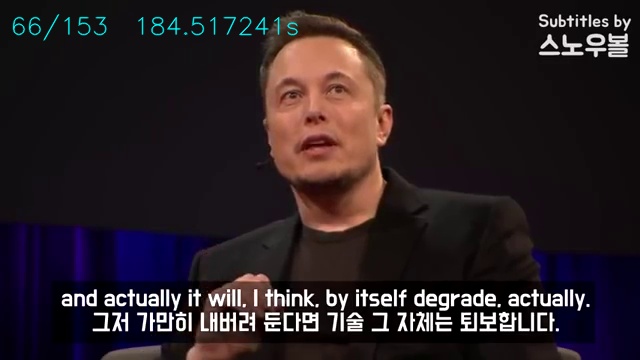 66/153 184.517241s
Subtitles by
스노우볼
and actually it will, I think, by itself degrade, actually.
그저 가만히 내버려 둔다면 기술 그 자체는 퇴보합니다.